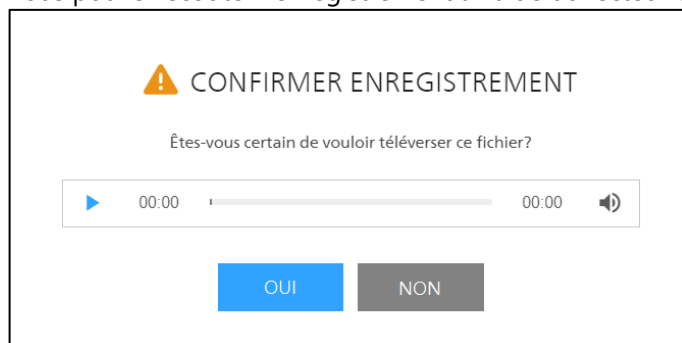 CONFIRMER ENREGISTREMENT
Êtes-vous certain de vouloir téléverser ce fichier?
00:00 00:00
OUI NON